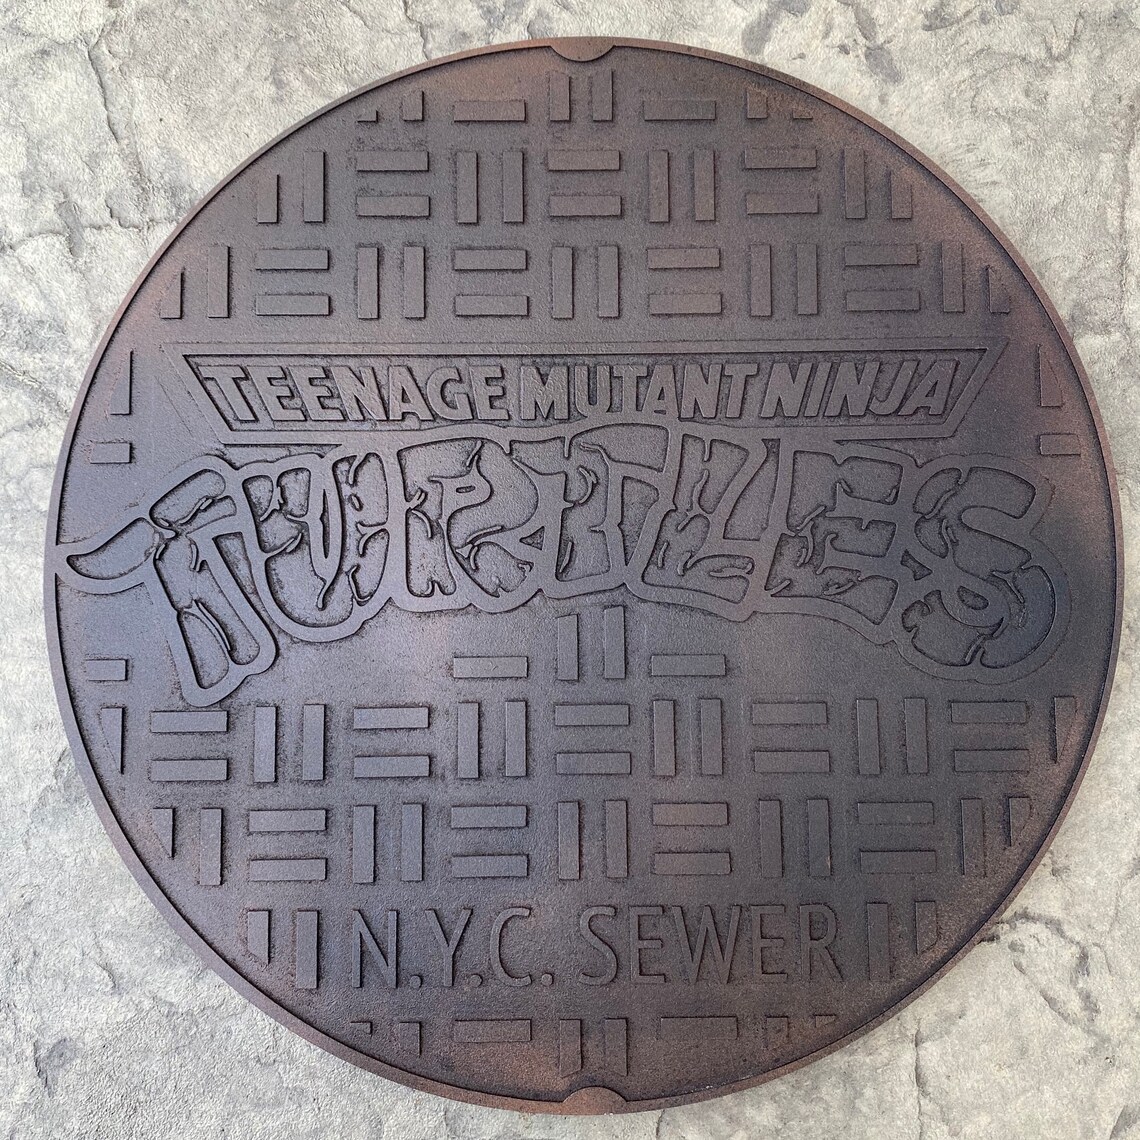 TEENAGE MUTANT NINJA
TURTLES
N.Y.C. SEWER